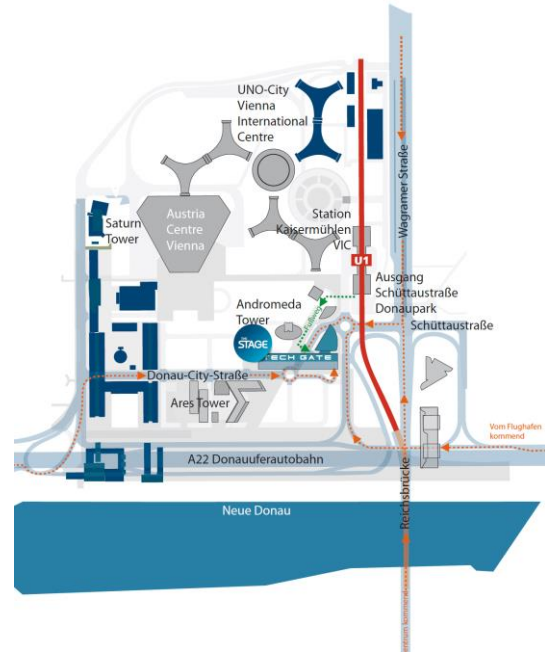 UNO-City
Vienna
International
Centre
Wagramer Straße
Austria
Centre
Vienna
Saturn
Tower
Station
Kaisermühlen
VIC
U1
Ausgang
Schüttaustraße
Donaupark
Schüttaustraße
Andromeda
Tower
STAGE
TECH GATE
Donau-City-Straße
Ares Tower
Vom Flughafen
kommend
A22 Donauuferautobahn
Reichsbrücke
Neue Donau